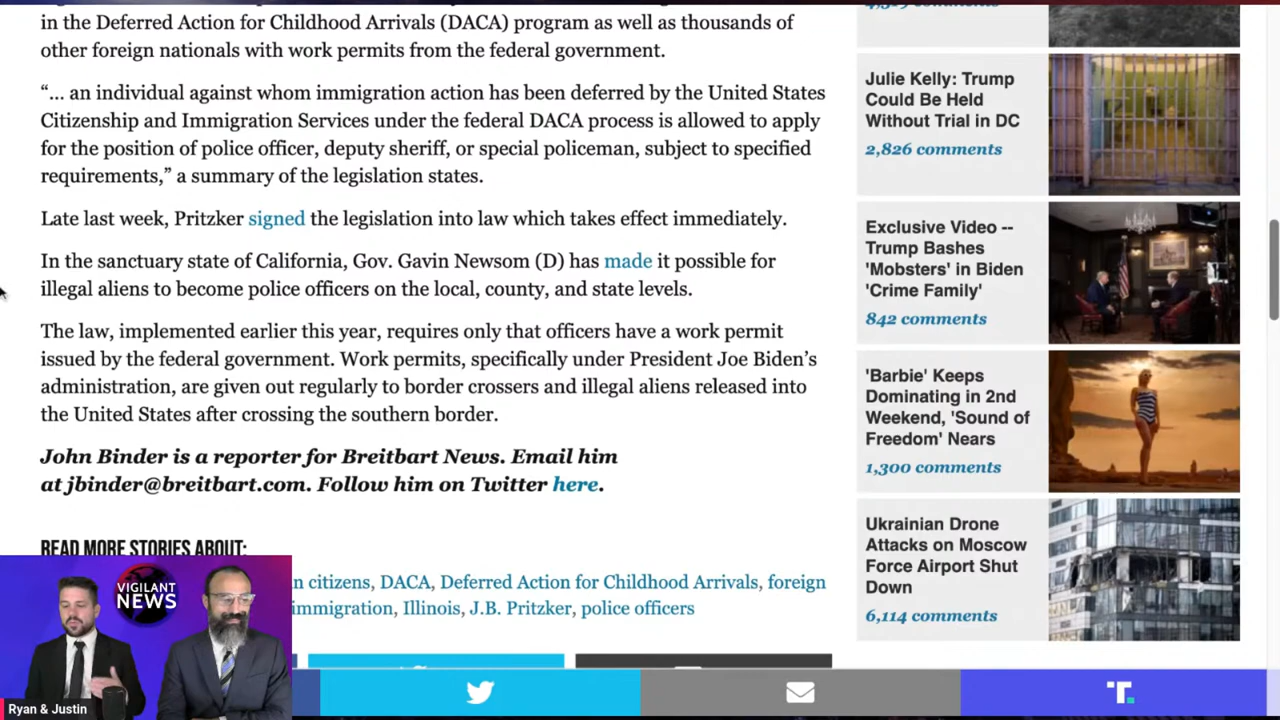 in the Deferred Action for Childhood Arrivals (DACA) program as well as thousands of
other foreign nationals with work permits from the federal government.
“… an individual against whom immigration action has been deferred by the United States
Citizenship and Immigration Services under the federal DACA process is allowed to apply
for the position of police officer, deputy sheriff, or special policeman, subject to specified
requirements,” a summary of the legislation states.
Late last week, Pritzker signed the legislation into law which takes effect immediately.
In the sanctuary state of California, Gov. Gavin Newsom (D) has made it possible for
illegal aliens to become police officers on the local, county, and state levels.
The law, implemented earlier this year, requires only that officers have a work permit
issued by the federal government. Work permits, specifically under President Joe Biden’s
administration, are given out regularly to border crossers and illegal aliens released into
the United States after crossing the southern border.
John Binder is a reporter for Breitbart News. Email him
at jbinder@breitbart.com. Follow him on Twitter here.
READ MORE STORIES ABOUT:
citizens, DACA, Deferred Action for Childhood Arrivals, foreign
immigration, Illinois, J.B. Pritzker, police officers
comments
Julie Kelly: Trump
Could Be Held
Without Trial in DC
2,826 comments
Exclusive Video --
Trump Bashes
'Mobsters' in Biden
'Crime Family'
842 comments
'Barbie' Keeps
Dominating in 2nd
Weekend, 'Sound of
Freedom' Nears
1,300 comments
Ukrainian Drone
Attacks on Moscow
Force Airport Shut
Down
6,114 comments
VIGILANT
NEWS
Ryan & Justin